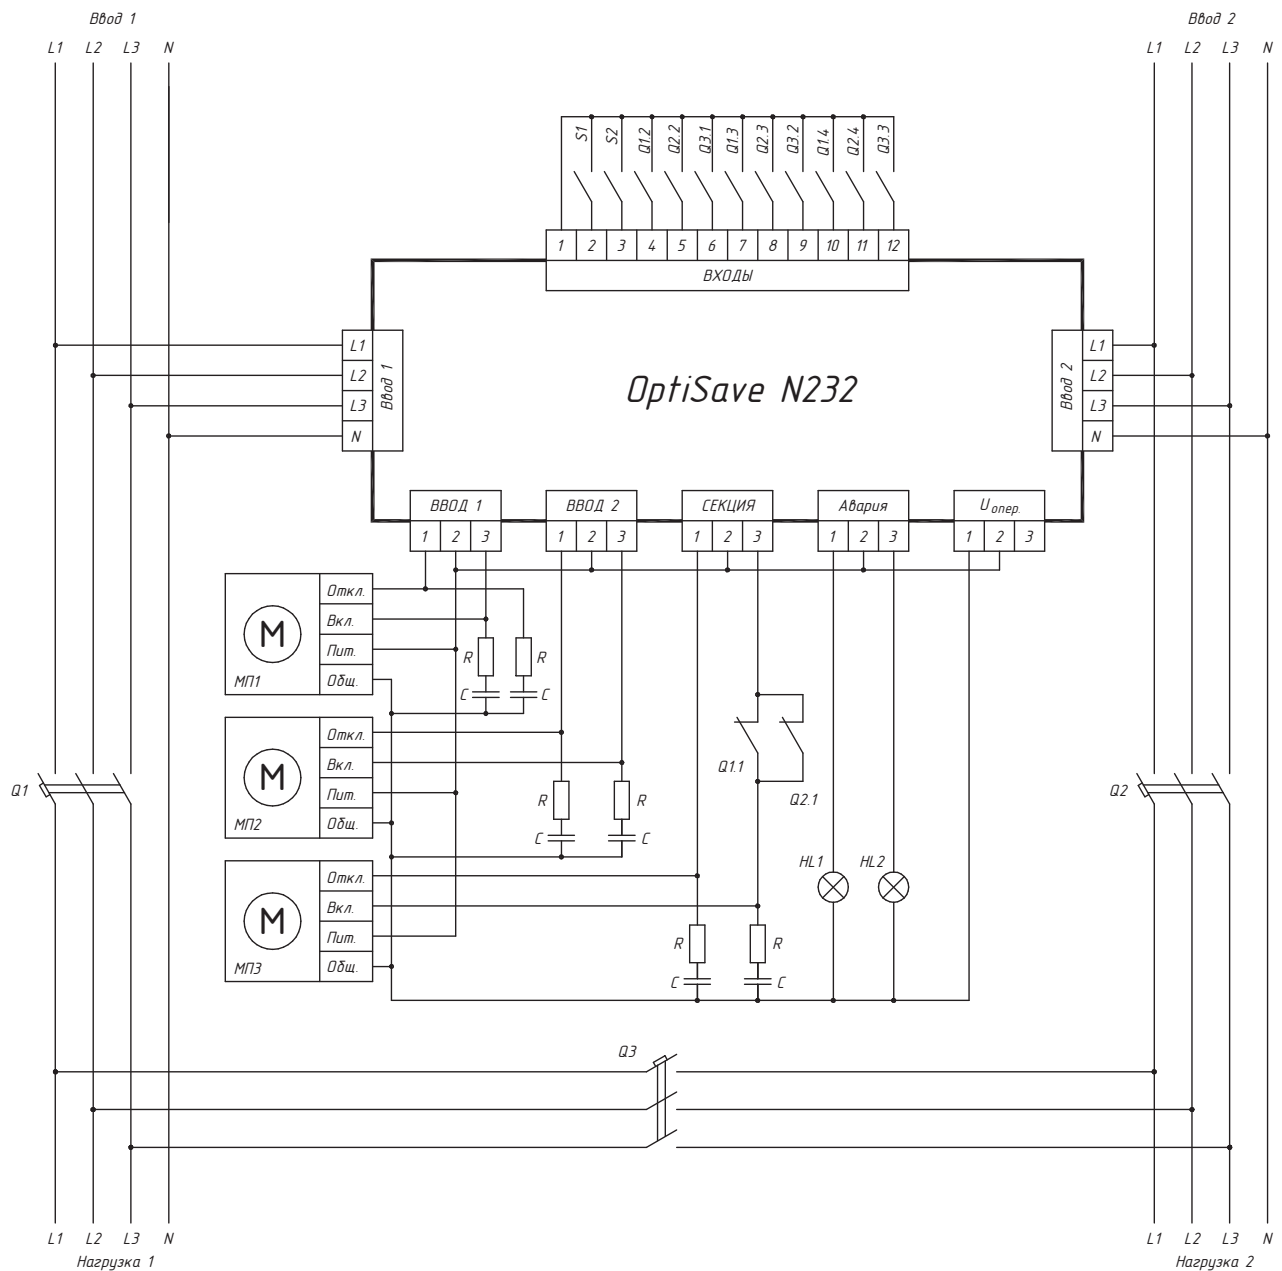 Ввод 1
Ввод 2
L1 L2 L3 N
L1 L2 L3 N
S1 S2 Q1.2 Q2.2 Q3.1 Q1.3 Q2.3 Q3.2 Q1.4 Q2.4 Q3.3
1 2 3 4 5 6 7 8 9 10 11 12
ВХОДЫ
L1
L2
L3
N
Ввод 1
OptiSave N232
Ввод 2
L1
L2
L3
N
ВВОД 1
1 2 3
ВВОД 2
1 2 3
СЕКЦИЯ
1 2 3
Авария
1 2 3
U опер.
1 2 3
M
МП1
Откл.
Вкл.
Пит.
Общ.
R R
C C
M
МП2
Откл.
Вкл.
Пит.
Общ.
R R
C C
Q1.1
Q2.1
Q1
Q2
M
МП3
Откл.
Вкл.
Пит.
Общ.
R R
C C
HL1 HL2
Q3
L1 L2 L3 N
Нагрузка 1
L1 L2 L3 N
Нагрузка 2